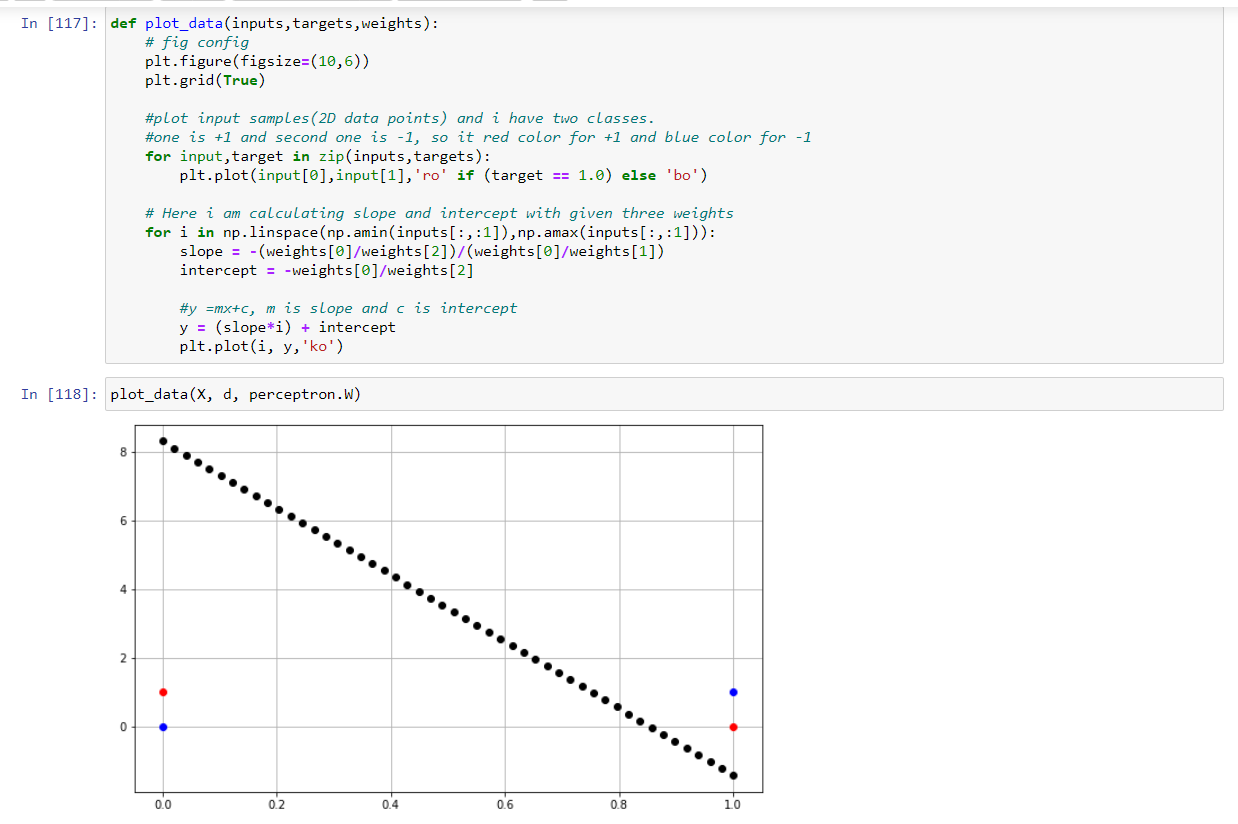 In [117]: def plot_data(inputs,targets,weights):
    # fig config
    plt.figure(figsize=(10,6))
    plt.grid(True)

    #plot input samples(2D data points) and i have two classes.
    #one is +1 and second one is -1, so it red color for +1 and blue color for -1
    for input,target in zip(inputs,targets):
        plt.plot(input[0],input[1],'ro' if (target == 1.0) else 'bo')

    # Here i am calculating slope and intercept with given three weights
    for i in np.linspace(np.amin(inputs[:,:1]),np.amax(inputs[:,:1])):
        slope = -(weights[0]/weights[2])/(weights[0]/weights[1])
        intercept = -weights[0]/weights[2]

        #y =mx+c, m is slope and c is intercept
        y = (slope*i) + intercept
        plt.plot(i, y,'ko')
In [118]: plot_data(X, d, perceptron.W)
8
6
4
2
0
0.0 0.2 0.4 0.6 0.8 1.0